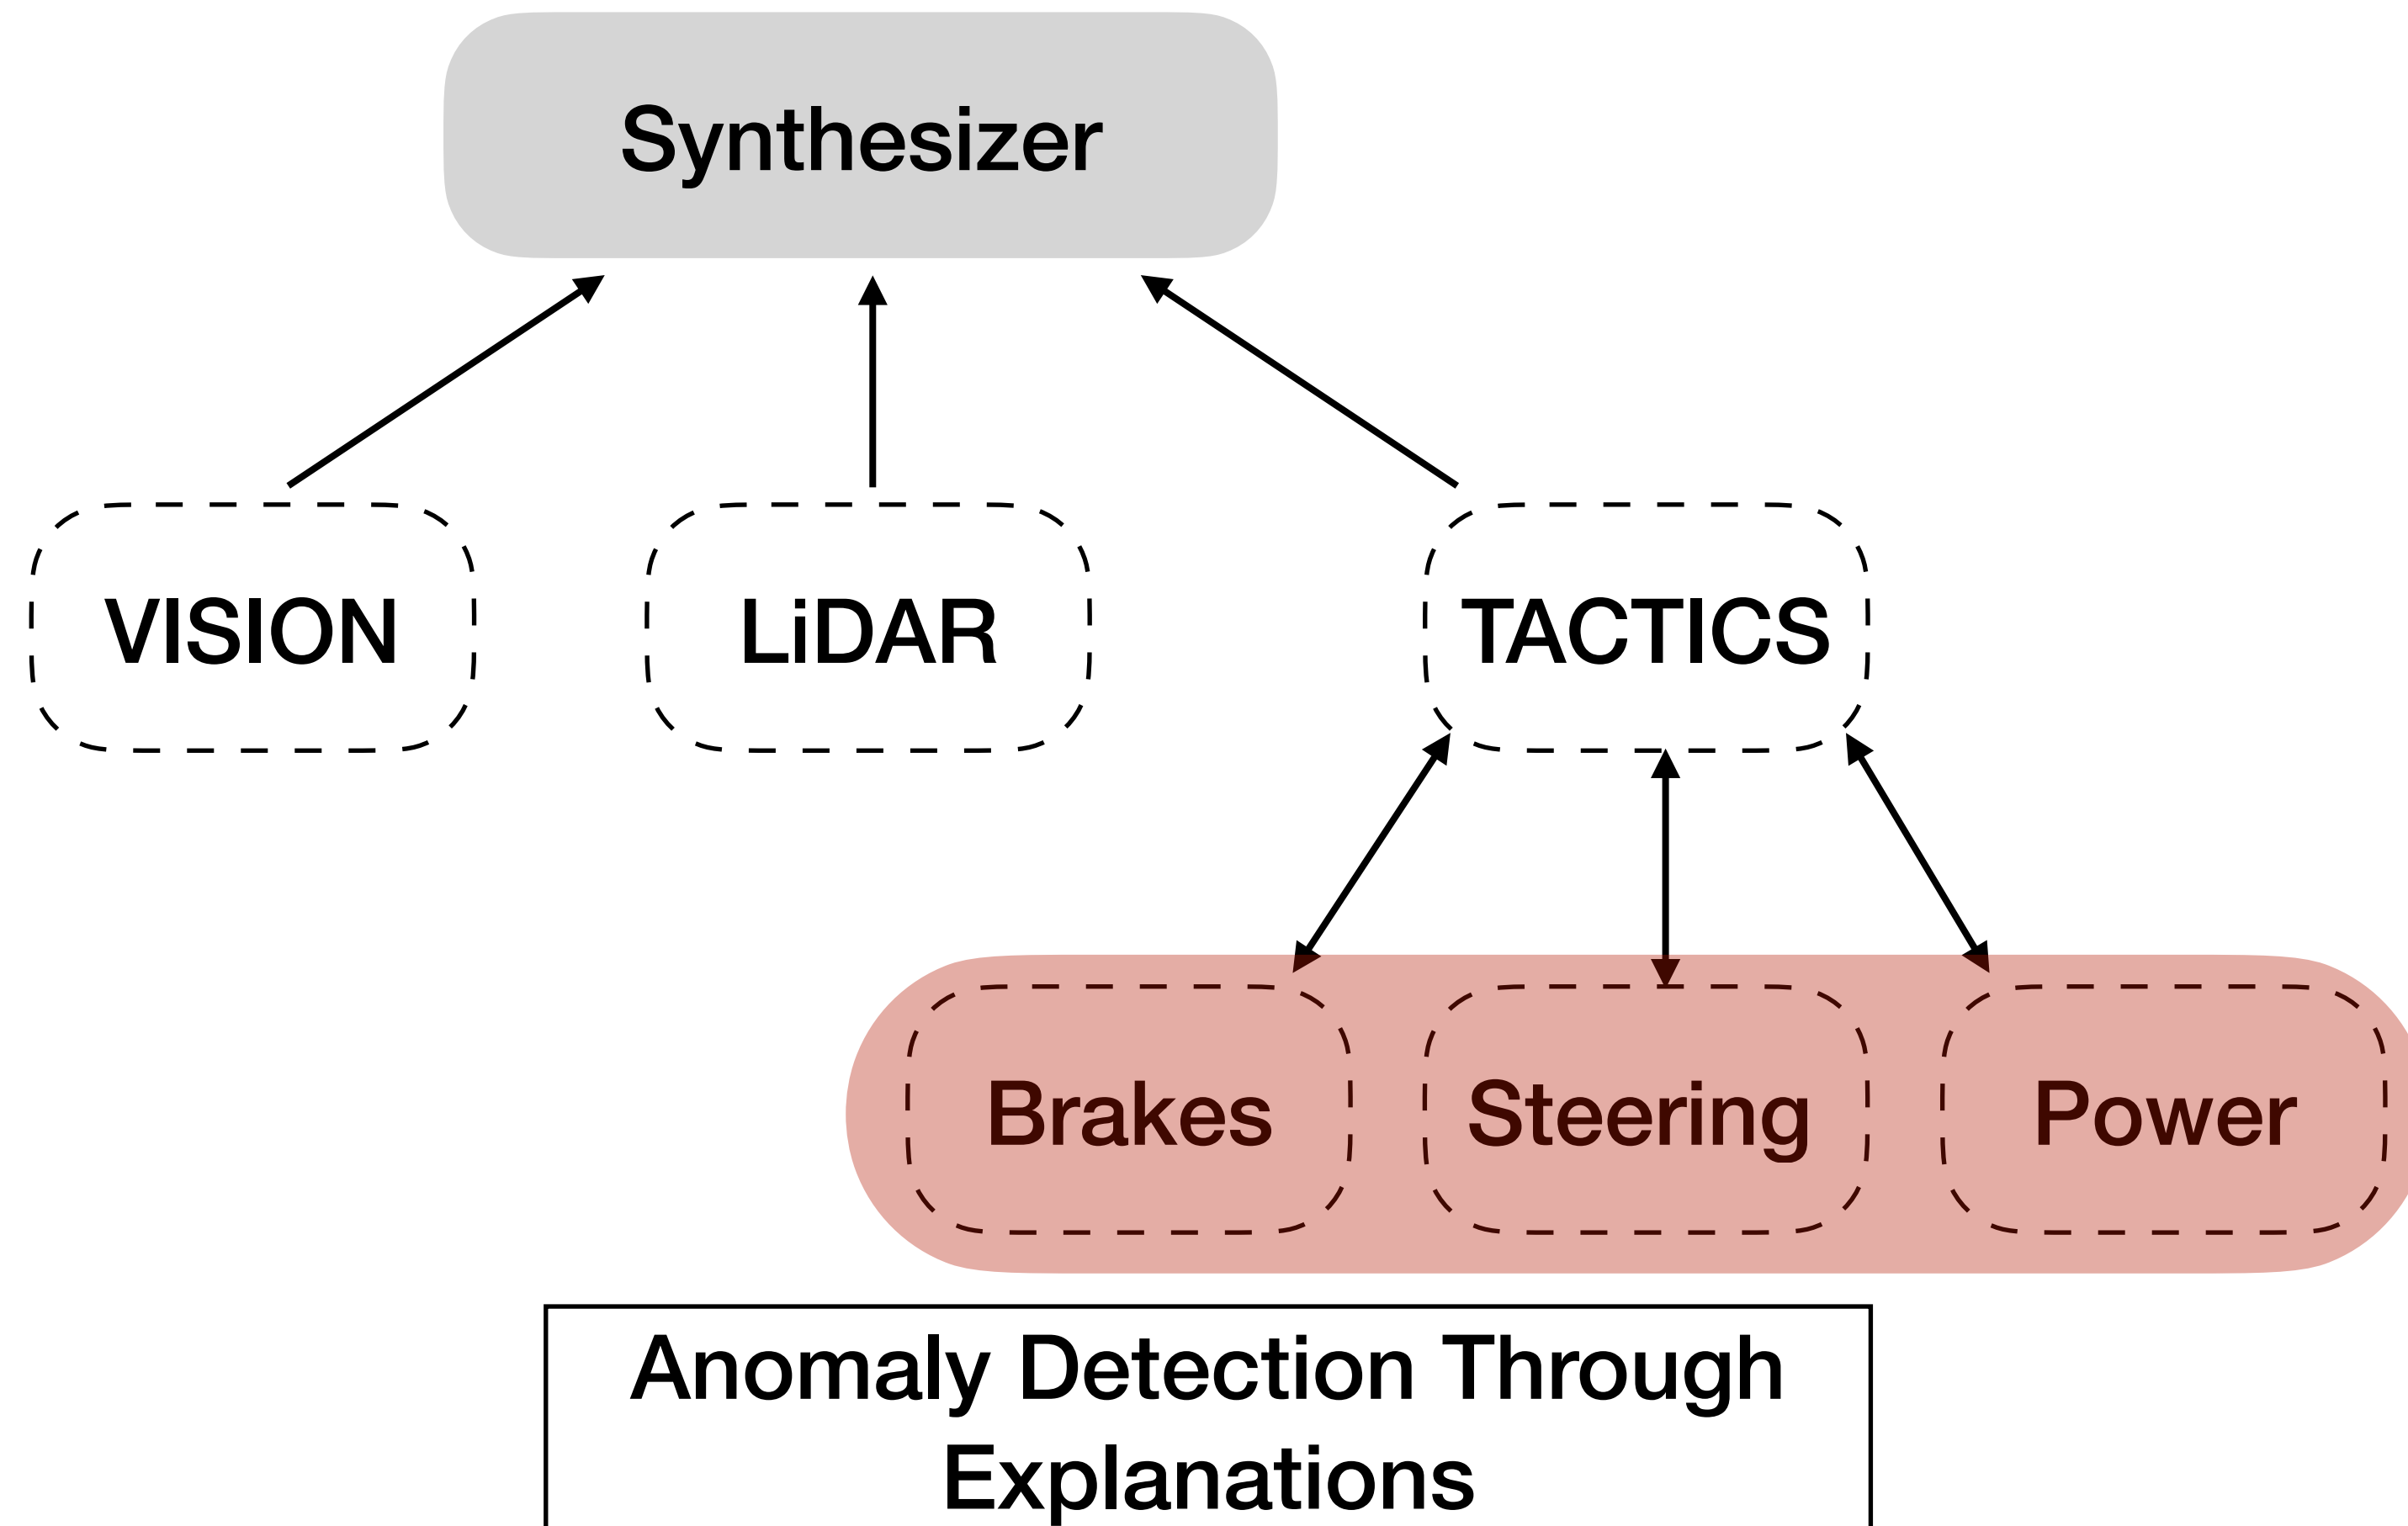 Synthesizer
VISION
LiDAR
TACTICS
Brakes
Steering
Power
Anomaly Detection Through
Explanations